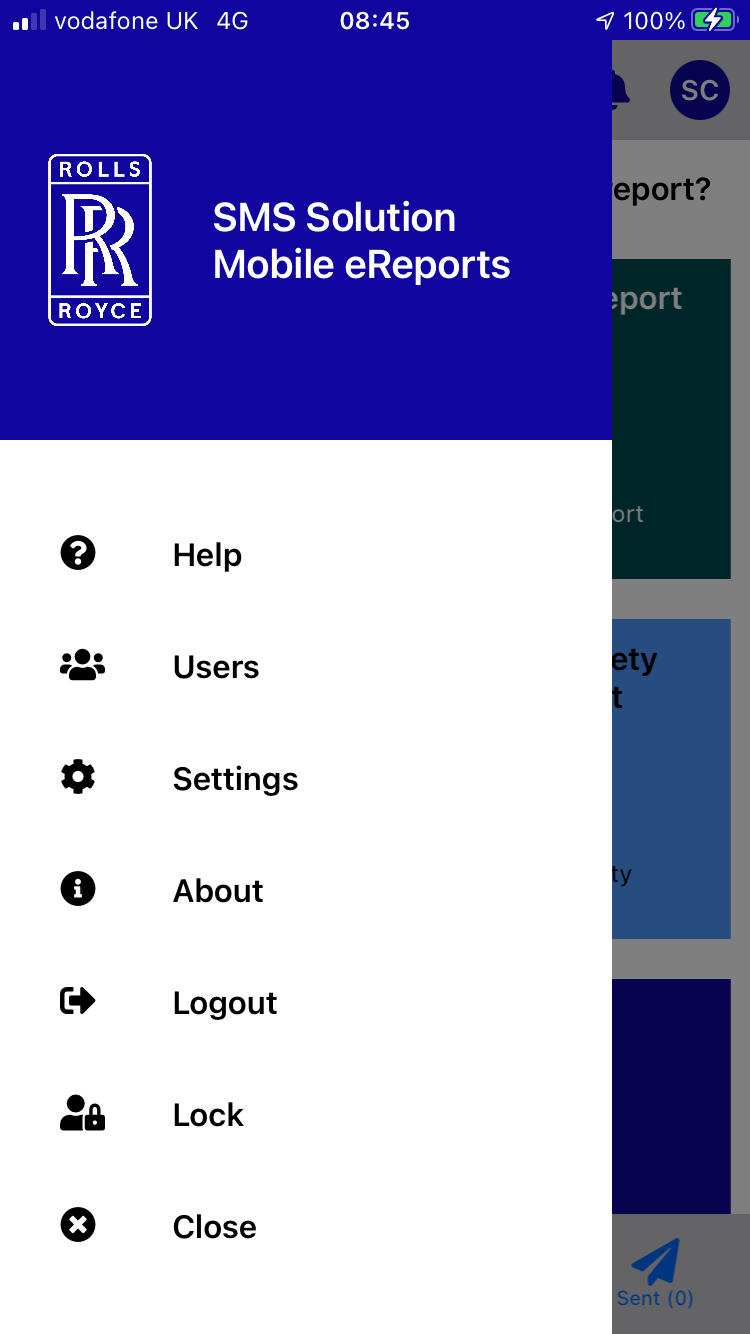 vodafone UK 4G 08:45 100%
SC
ROLLS
RR
ROYCE
SMS Solution
Mobile eReports
eport?
eport
ort
Help
Users
ety
t
Settings
ty
About
Logout
Lock
Close
Sent (0)